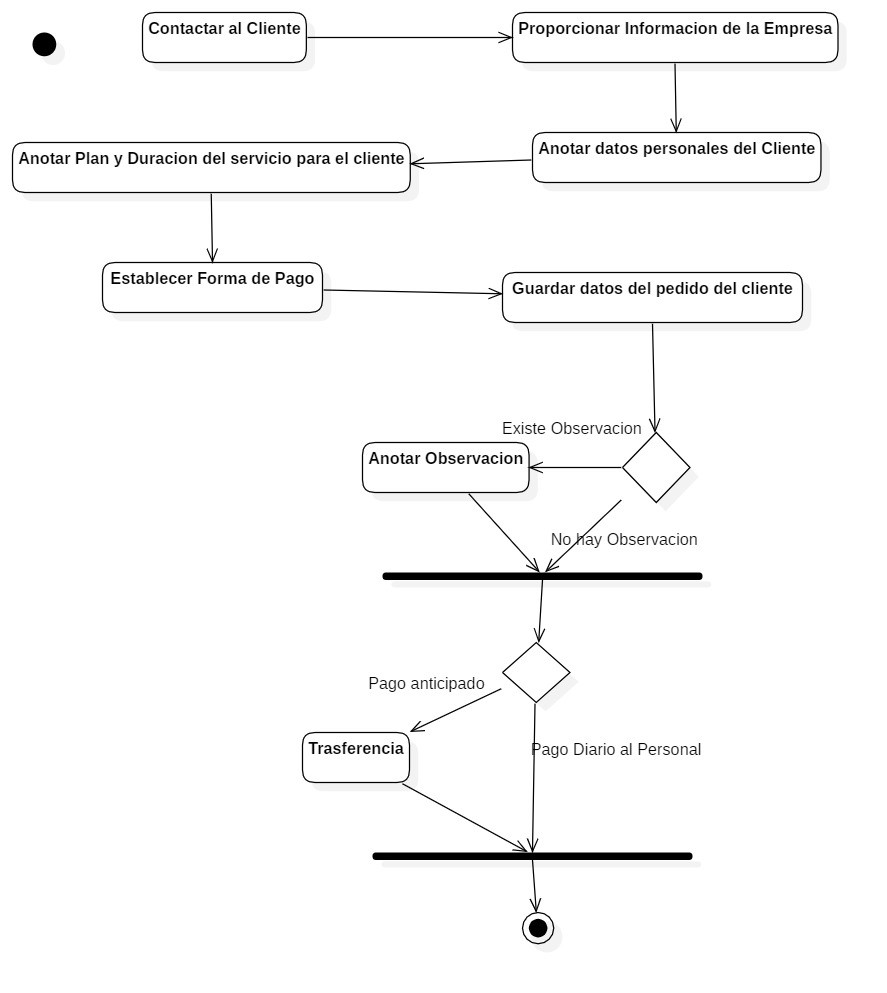 Contactar al Cliente
Proporcionar Informacion de la Empresa
Anotar datos personales del Cliente
Anotar Plan y Duracion del servicio para el cliente
Establecer Forma de Pago
Guardar datos del pedido del cliente
Existe Observacion
Anotar Observacion
No hay Observacion
Pago anticipado
Trasferencia
Pago Diario al Personal